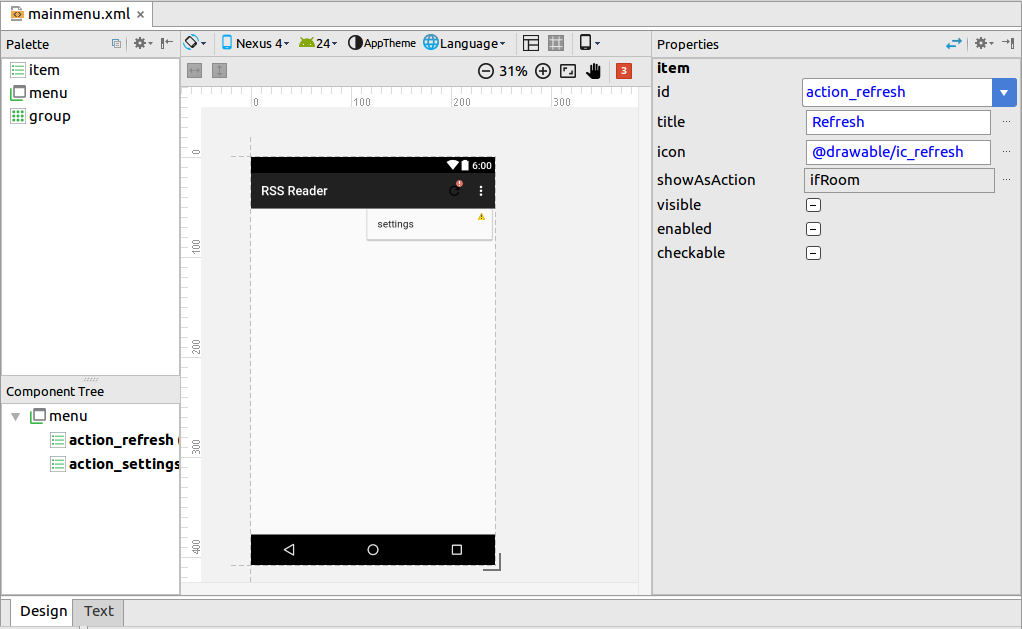 mainmenu.xml ×
Palette
Nexus 4
24
AppTheme
Language
Properties
item
menu
group
31%
3
0 100 200 300
0
100
200
300
400
6:00
RSS Reader
settings
Component Tree
menu
action_refresh
action_settings
item
id action_refresh
title Refresh
icon @drawable/ic_refresh
showAsAction ifRoom
visible
enabled
checkable
Design Text